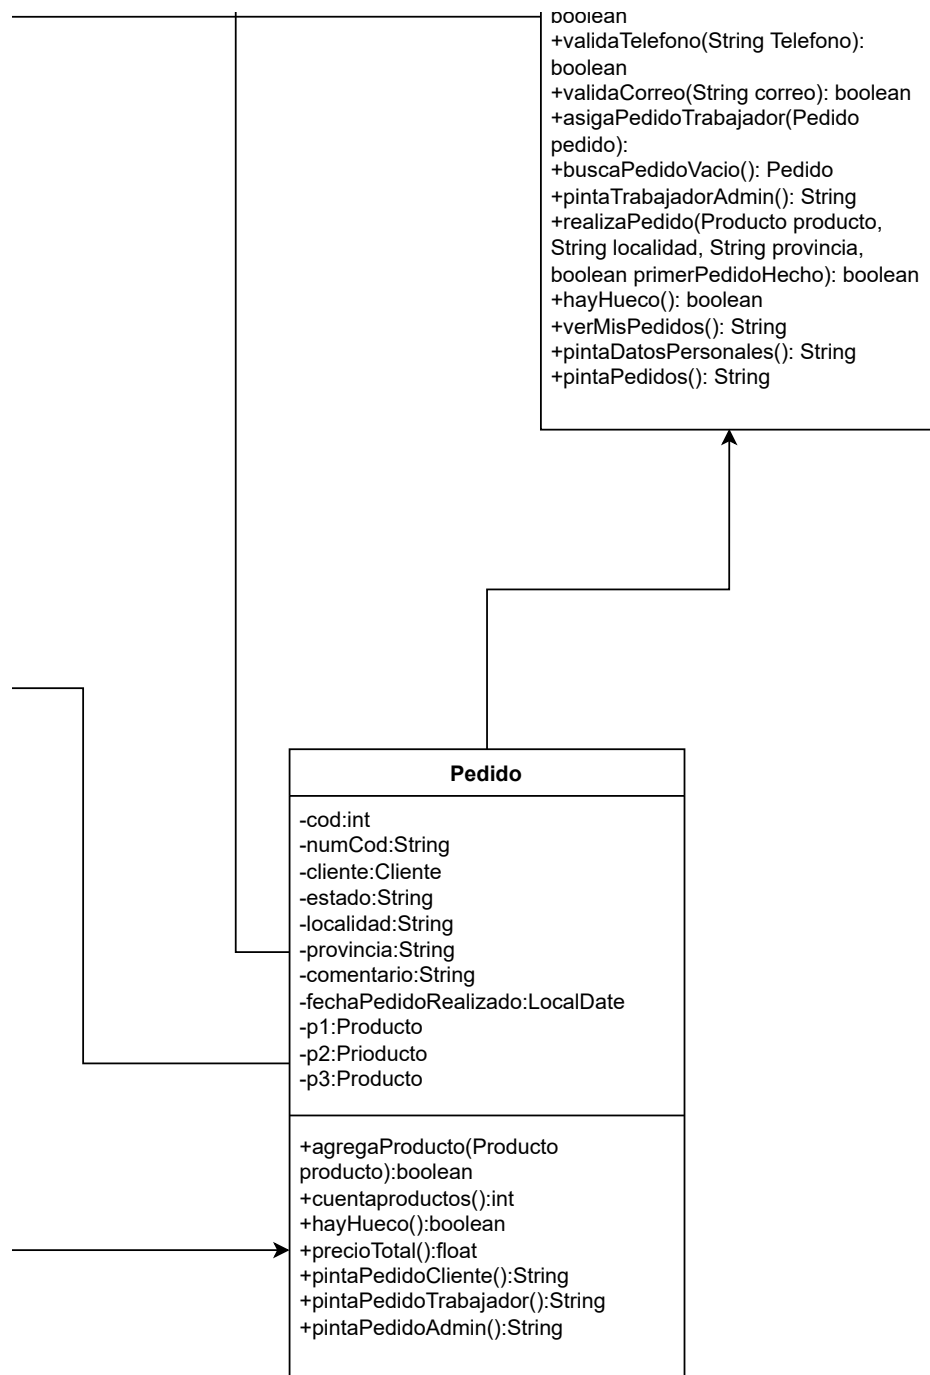 boolean
+validaTelefono(String Telefono):
boolean
+validaCorreo(String correo): boolean
+asigaPedidoTrabajador(Pedido
pedido):
+buscaPedidoVacio(): Pedido
+pintaTrabajadorAdmin(): String
+realizaPedido(Producto producto,
String localidad, String provincia,
boolean primerPedidoHecho): boolean
+hayHueco(): boolean
+verMisPedidos(): String
+pintaDatosPersonales(): String
+pintaPedidos(): String
Pedido
-cod:int
-numCod:String
-cliente:Cliente
-estado:String
-localidad:String
-provincia:String
-comentario:String
-fechaPedidoRealizado:LocalDate
-p1:Producto
-p2:Prioducto
-p3:Producto
+agregaProducto(Producto
producto):boolean
+cuentaproductos():int
+hayHueco():boolean
+precioTotal():float
+pintaPedidoCliente():String
+pintaPedidoTrabajador():String
+pintaPedidoAdmin():String